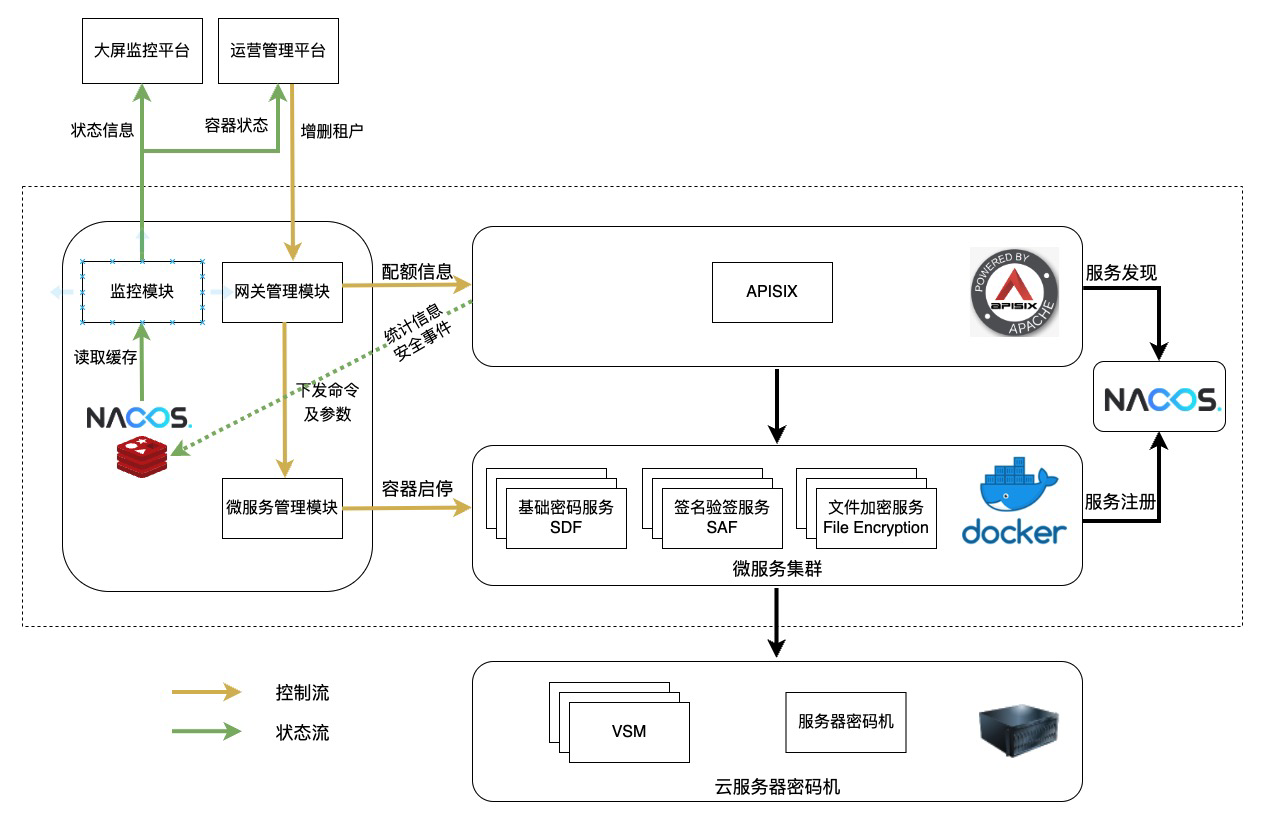 大屏监控平台
运营管理平台
状态信息
容器状态
增删租户
监控模块
网关管理模块
配额信息
APISIX
POWERED BY
APISIX
APACHE
服务发现
统计信息
安全事件
读取缓存
下发命令
及参数
NACOS.
NACOS.
微服务管理模块
容器启停
基础密码服务
SDF
签名验签服务
SAF
文件加密服务
File Encryption
docker
服务注册
微服务集群
控制流
状态流
VSM
服务器密码机
云服务器密码机